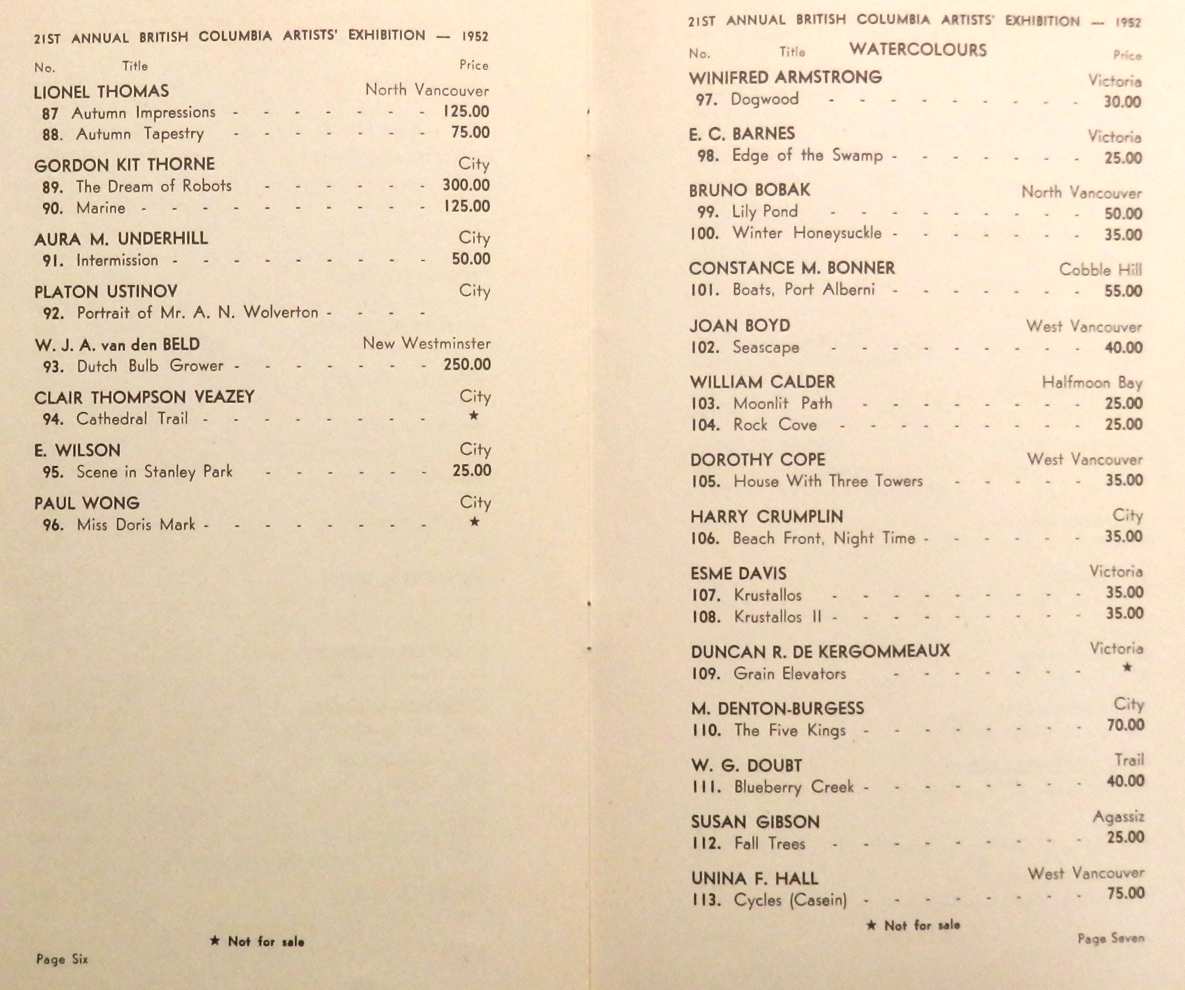 21ST ANNUAL BRITISH COLUMBIA ARTISTS' EXHIBITION — 1952
No. Title Price
LIONEL THOMAS North Vancouver
87 Autumn Impressions - - - - - - - 125.00
88. Autumn Tapestry - - - - - - - 75.00
GORDON KIT THORNE City
89. The Dream of Robots - - - - - - 300.00
90. Marine - - - - - - - - - - 125.00
AURA M. UNDERHILL City
91. Intermission - - - - - - - - - 50.00
PLATON USTINOV City
92. Portrait of Mr. A. N. Wolverton - - - -
W. J. A. van den BELD New Westminster
93. Dutch Bulb Grower - - - - - - - 250.00
CLAIR THOMPSON VEAZEY City
94. Cathedral Trail - - - - - - - - ★
E. WILSON City
95. Scene in Stanley Park - - - - - - 25.00
PAUL WONG City
96. Miss Doris Mark - - - - - - - - ★
★ Not for sale
Page Six
21ST ANNUAL BRITISH COLUMBIA ARTISTS' EXHIBITION — 1952
No. Title WATERCOLOURS Price
WINIFRED ARMSTRONG Victoria
97. Dogwood - - - - - - - - - 30.00
E. C. BARNES Victoria
98. Edge of the Swamp - - - - - - - 25.00
BRUNO BOBAK North Vancouver
99. Lily Pond - - - - - - - - - 50.00
100. Winter Honeysuckle - - - - - - - 35.00
CONSTANCE M. BONNER Cobble Hill
101. Boats, Port Alberni - - - - - - - 55.00
JOAN BOYD West Vancouver
102. Seascape - - - - - - - - - 40.00
WILLIAM CALDER Halfmoon Bay
103. Moonlit Path - - - - - - - - 25.00
104. Rock Cove - - - - - - - - - 25.00
DOROTHY COPE West Vancouver
105. House With Three Towers - - - - - 35.00
HARRY CRUMPLIN City
106. Beach Front, Night Time - - - - - - 35.00
ESME DAVIS Victoria
107. Krustallos - - - - - - - - - 35.00
108. Krustallos II - - - - - - - - - 35.00
DUNCAN R. DE KERGOMMEAUX Victoria
109. Grain Elevators - - - - - - - ★
M. DENTON-BURGESS City
110. The Five Kings - - - - - - - - 70.00
W. G. DOUBT Trail
111. Blueberry Creek - - - - - - - - 40.00
SUSAN GIBSON Agassiz
112. Fall Trees - - - - - - - - - 25.00
UNINA F. HALL West Vancouver
113. Cycles (Casein) - - - - - - - - 75.00
★ Not for sale
Page Seven